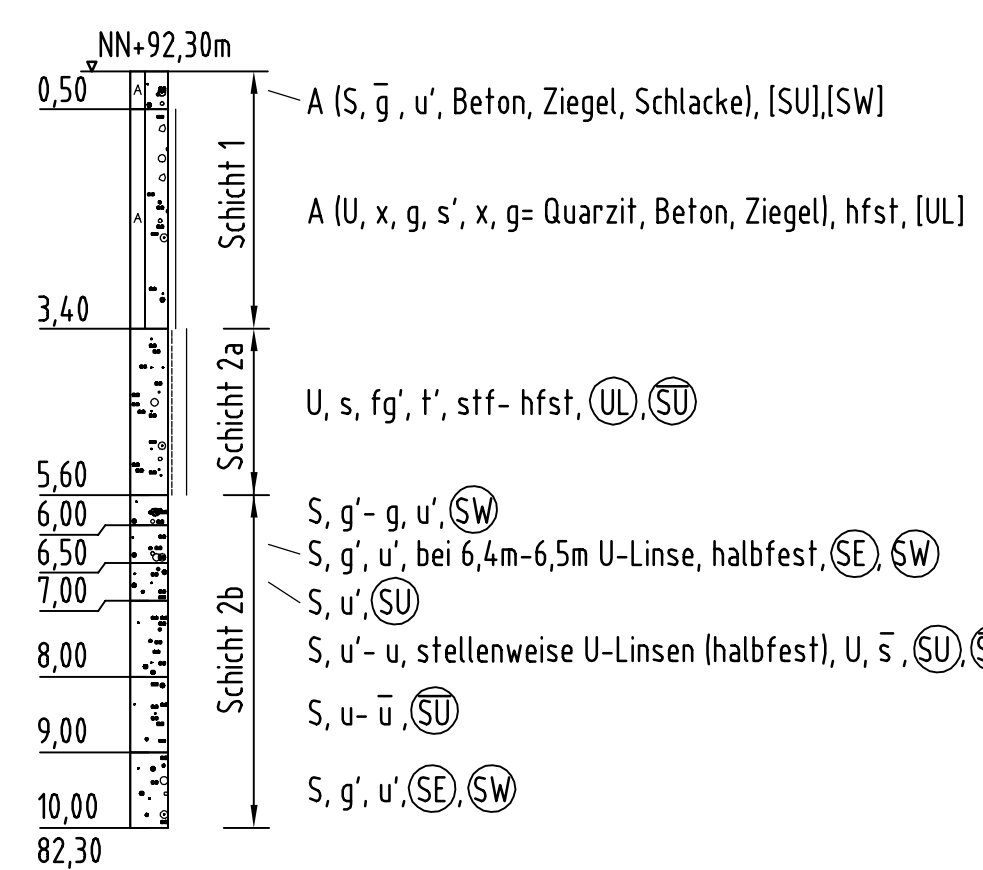 NN+92,30m
0,50
A
A (S, g̅ , u', Beton, Ziegel, Schlacke), [SU],[SW]
Schicht 1
A
A (U, x, g, s', x, g= Quarzit, Beton, Ziegel), hfst, [UL]
3,40
Schicht 2a
U, s, fg', t', stf- hfst, UL, S̅U̅
5,60
S, g'- g, u', SW
6,00
S, g', u', bei 6,4m-6,5m U-Linse, halbfest, SE, SW
6,50
7,00
S, u', SU
Schicht 2b
S, u'- u, stellenweise U-Linsen (halbfest), U, s̅ , SU,
8,00
S, u- u̅ , S̅U̅
9,00
S, g', u', SE, SW
10,00
82,30